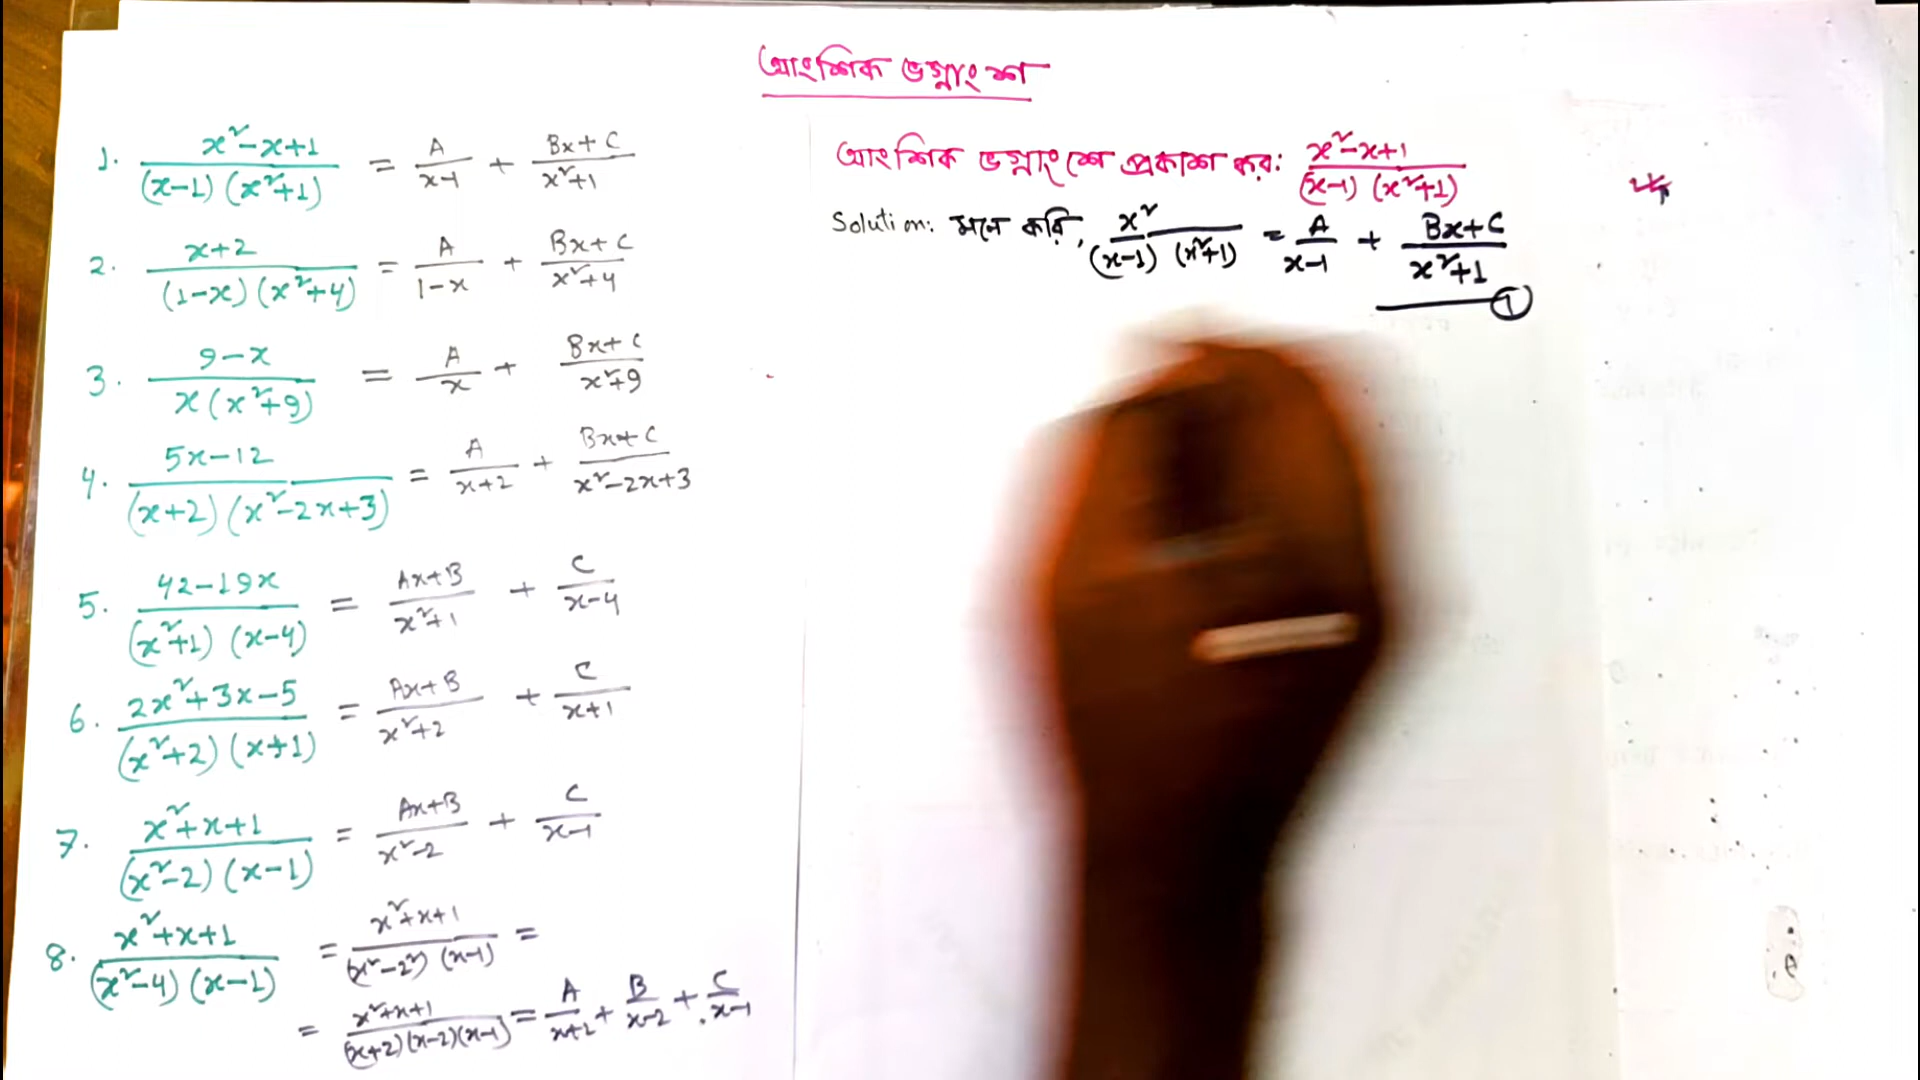 আংশিক ভগ্নাংশ
1. x²-x+1 / (x-1)(x²+1) = A/x-1 + Bx+C/x²+1
2. x+2 / (1-x)(x²+4) = A/1-x + Bx+C/x²+4
3. 9-x / x(x²+9) = A/x + Bx+C/x²+9
4. 5x-12 / (x+2)(x²-2x+3) = A/x+2 + Bx+C/x²-2x+3
5. 42-19x / (x²+1)(x-4) = Ax+B/x²+1 + C/x-4
6. 2x²+3x-5 / (x²+2)(x+1) = Ax+B/x²+2 + C/x+1
7. x²+x+1 / (x²-2)(x-1) = Ax+B/x²-2 + C/x-1
8. x²+x+1 / (x²-4)(x-1) = x²+x+1 / (x²-2²)(x-1) =
= x²+x+1 / (x+2)(x-2)(x-1) = A/x+2 + B/x-2 + C/x-1
আংশিক ভগ্নাংশে প্রকাশ কর: x²-x+1 / (x-1)(x²+1)
Solution: মনে করি, x² / (x-1)(x²+1) = A/x-1 + Bx+C/x²+1
1